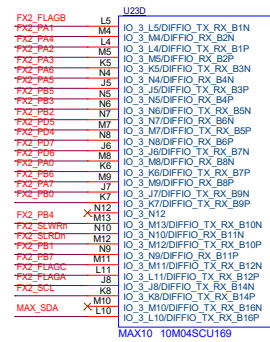 U23D
FX2_FLAGB L5 IO_3_L5/DIFFIO_TX_RX_B1N
FX2_PA1 M4 IO_3_M4/DIFFIO_RX_B2N
FX2_PA4 L4 IO_3_L4/DIFFIO_TX_RX_B1P
FX2_PA2 M5 IO_3_M5/DIFFIO_RX_B2P
FX2_PA3 K5 IO_3_K5/DIFFIO_TX_RX_B3N
FX2_PA6 N4 IO_3_N4/DIFFIO_RX_B4N
FX2_PA5 J5 IO_3_J5/DIFFIO_TX_RX_B3P
FX2_PB5 N5 IO_3_N5/DIFFIO_RX_B4P
FX2_PB3 N6 IO_3_N6/DIFFIO_TX_RX_B5N
FX2_PB2 N7 IO_3_N7/DIFFIO_RX_B6N
FX2_PD5 M7 IO_3_M7/DIFFIO_TX_RX_B5P
FX2_PD4 N8 IO_3_N8/DIFFIO_RX_B6P
FX2_PD7 J6 IO_3_J6/DIFFIO_TX_RX_B7N
FX2_PD6 M8 IO_3_M8/DIFFIO_RX_B8N
FX2_PA0 K6 IO_3_K6/DIFFIO_TX_RX_B7P
FX2_PB6 M9 IO_3_M9/DIFFIO_RX_B8P
FX2_PA7 J7 IO_3_J7/DIFFIO_TX_RX_B9N
FX2_PB0 K7 IO_3_K7/DIFFIO_TX_RX_B9P
N12 IO_3_N12
FX2_PB4 M13 IO_3_M13/DIFFIO_TX_RX_B10N
FX2_SLWRn N10 IO_3_N10/DIFFIO_RX_B11N
FX2_SLRDn M12 IO_3_M12/DIFFIO_TX_RX_B10P
FX2_PB1 N9 IO_3_N9/DIFFIO_RX_B11P
FX2_PB7 M11 IO_3_M11/DIFFIO_TX_RX_B12N
FX2_FLAGC L11 IO_3_L11/DIFFIO_TX_RX_B12P
FX2_FLAGA J8 IO_3_J8/DIFFIO_TX_RX_B14N
FX2_SCL K8 IO_3_K8/DIFFIO_TX_RX_B14P
M10 IO_3_M10/DIFFIO_TX_RX_B16N
MAX_SDA L10 IO_3_L10/DIFFIO_TX_RX_B16P
MAX10 10M04SCU169